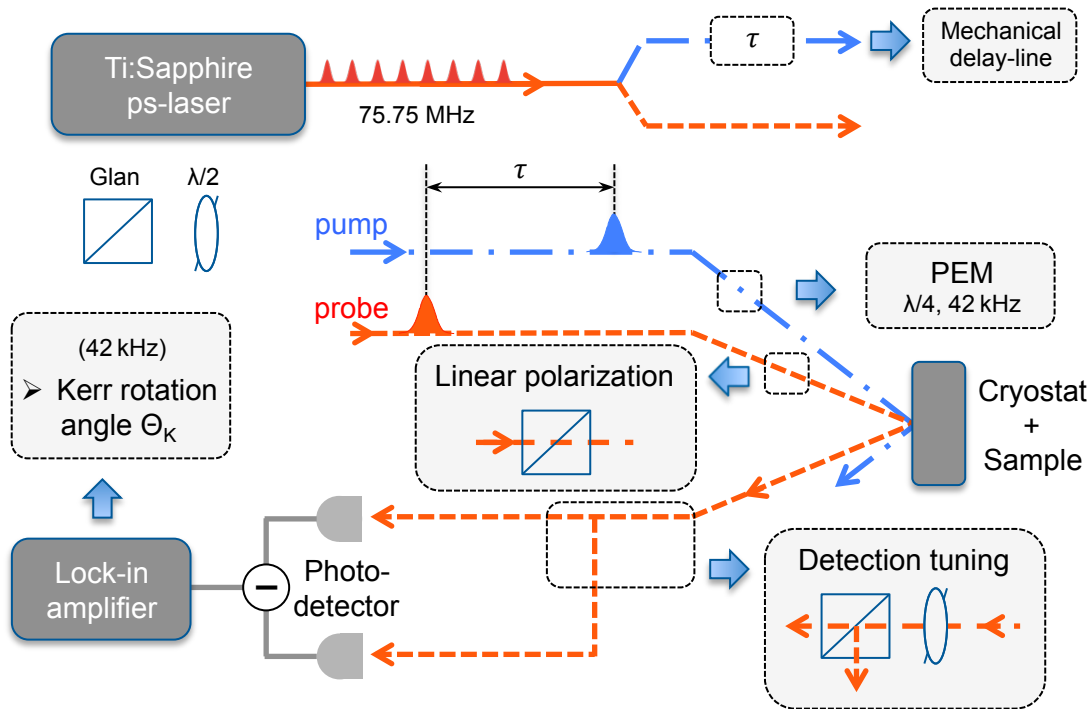 Ti:Sapphire
ps-laser
75.75 MHz
τ
Mechanical
delay-line
Glan
λ/2
τ
pump
probe
PEM
λ/4, 42 kHz
(42 kHz)
➢ Kerr rotation
angle Θ_K
Linear polarization
Cryostat
+
Sample
Lock-in
amplifier
−
Photo-
detector
Detection tuning